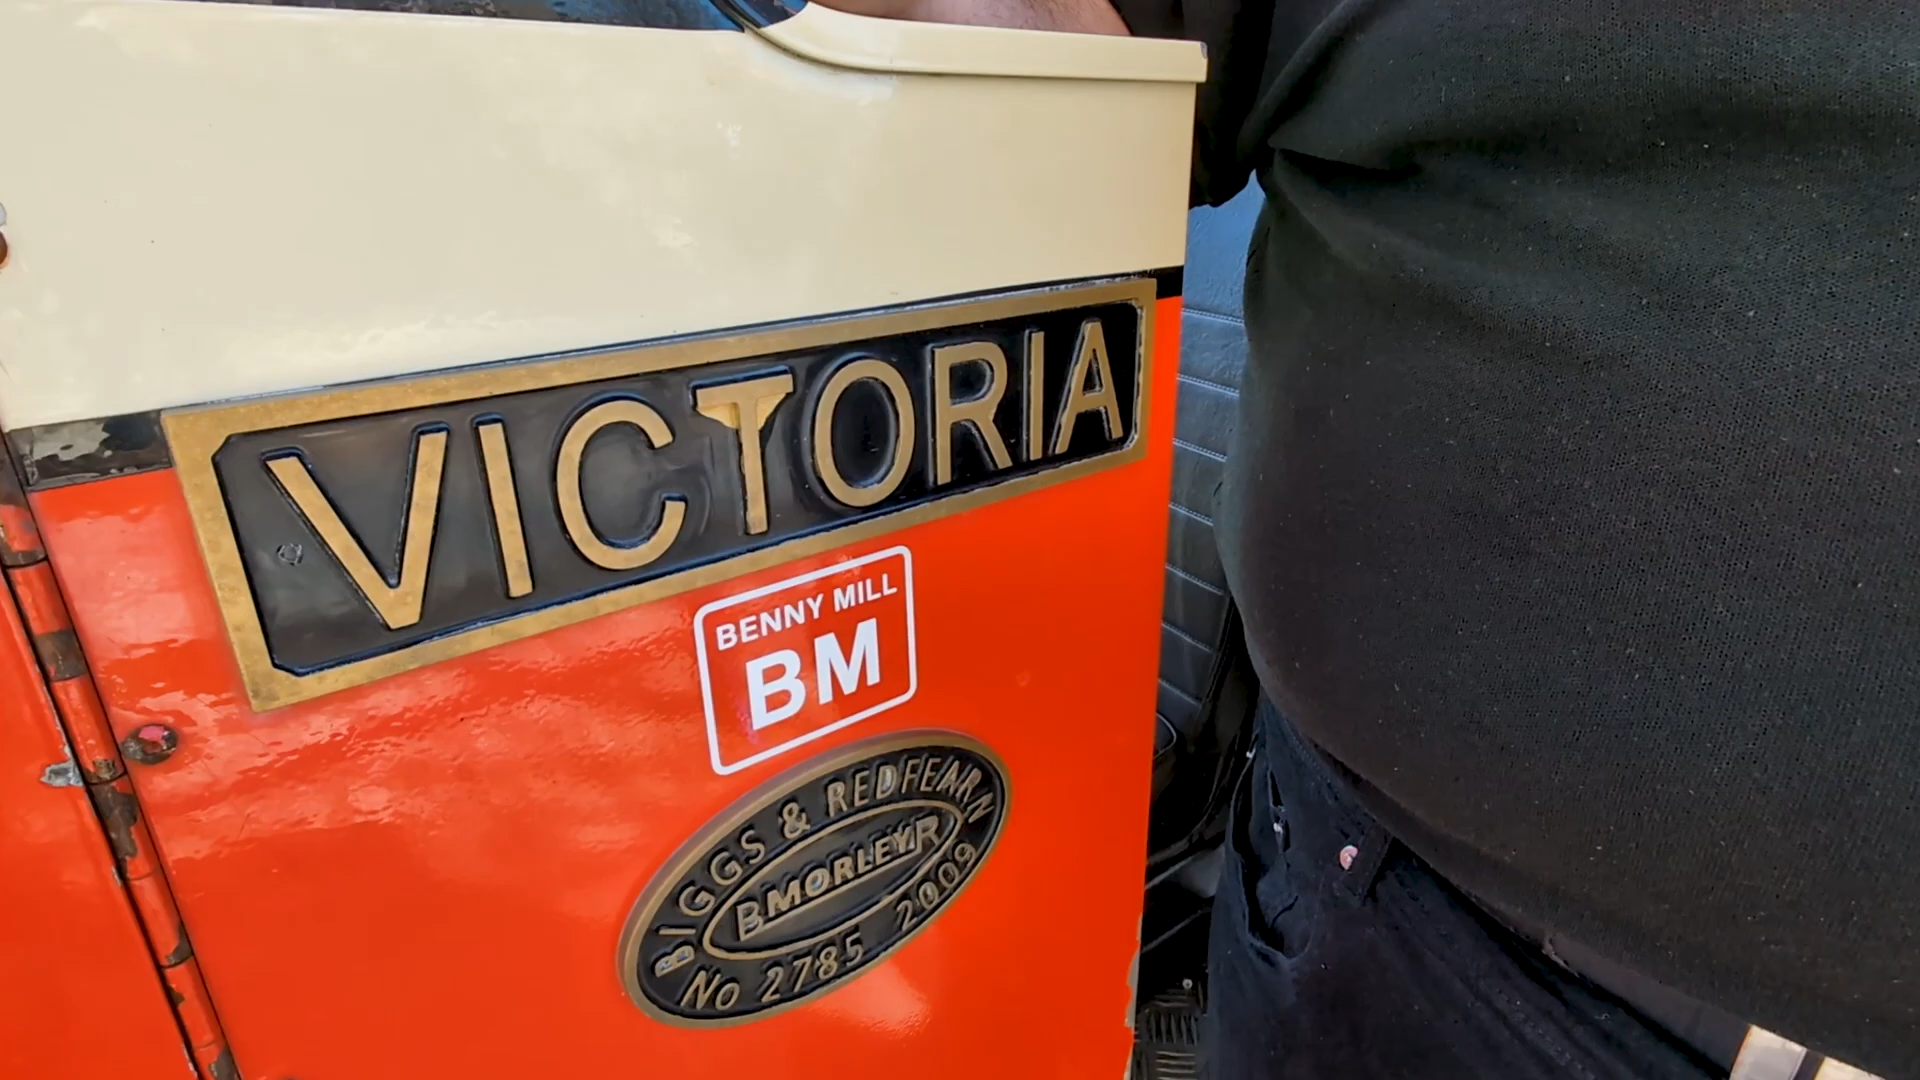 VICTORIA
BENNY MILL
BM
BIGGS & REDFEARN
BMORLEYR
No 2785 2009